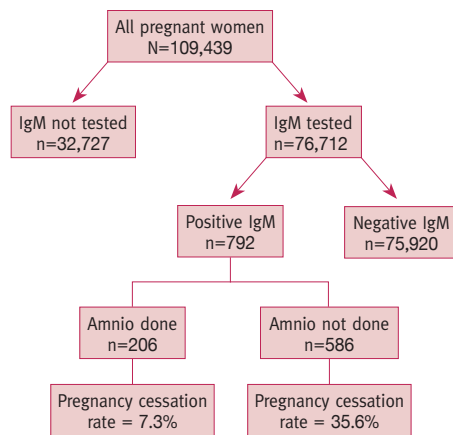 All pregnant women
N=109,439
IgM not tested
n=32,727
IgM tested
n=76,712
Positive IgM
n=792
Negative IgM
n=75,920
Amnio done
n=206
Amnio not done
n=586
Pregnancy cessation
rate = 7.3%
Pregnancy cessation
rate = 35.6%